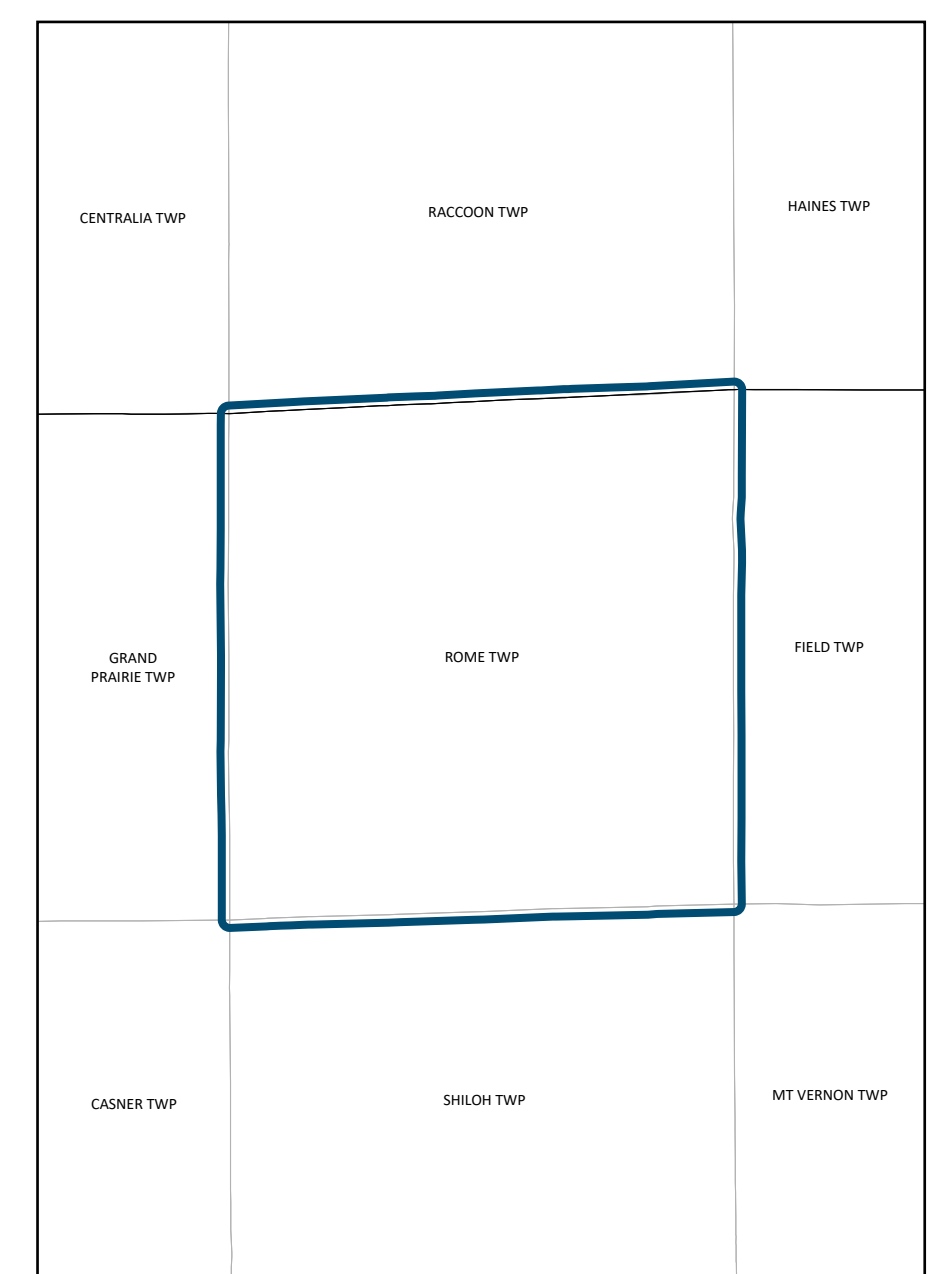 CENTRALIA TWP
RACCOON TWP
HAINES TWP
GRAND
PRAIRIE TWP
ROME TWP
FIELD TWP
CASNER TWP
SHILOH TWP
MT VERNON TWP